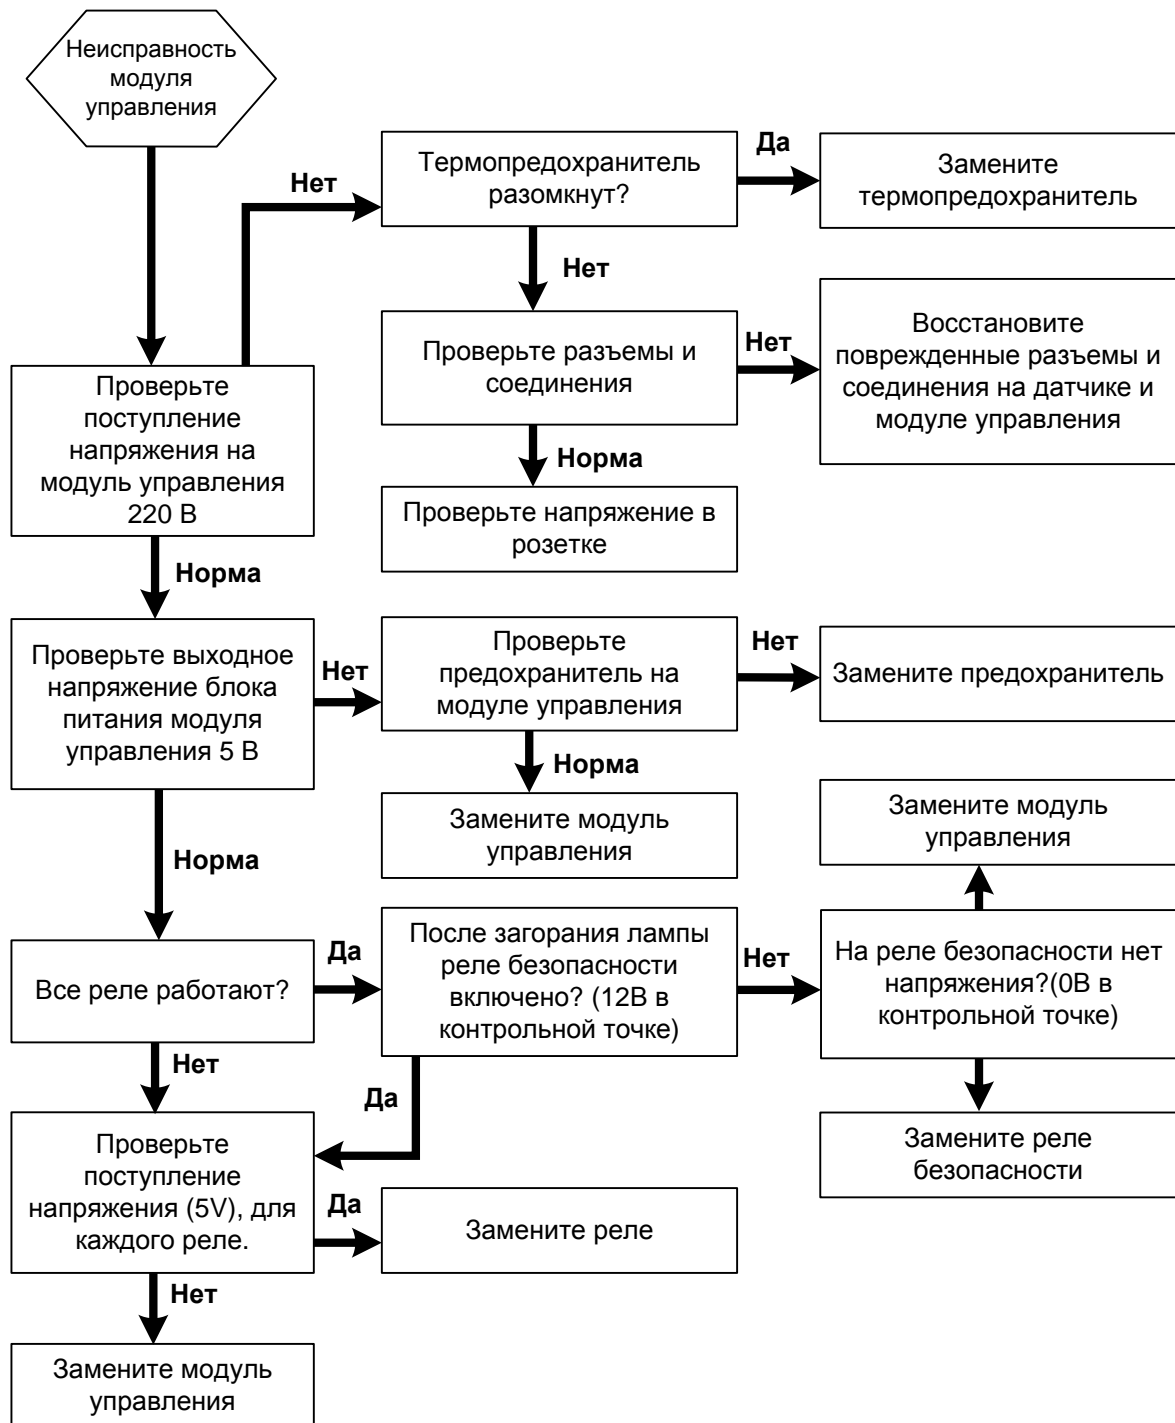 Неисправность
модуля
управления
Нет
Термопредохранитель
разомкнут?
Да
Замените
термопредохранитель
Нет
Проверьте
поступление
напряжения на
модуль управления
220 В
Проверьте разъемы и
соединения
Нет
Восстановите
поврежденные разъемы и
соединения на датчике и
модуле управления
Норма
Проверьте напряжение в
розетке
Норма
Проверьте выходное
напряжение блока
питания модуля
управления 5 В
Нет
Проверьте
предохранитель на
модуле управления
Нет
Замените предохранитель
Норма
Замените модуль
управления
Норма
Все реле работают?
Да
После загорания лампы
реле безопасности
включено? (12В в
контрольной точке)
Нет
На реле безопасности нет
напряжения?(0В в
контрольной точке)
Замените модуль
управления
Замените реле
безопасности
Нет
Да
Проверьте
поступление
напряжения (5V), для
каждого реле.
Да
Замените реле
Нет
Замените модуль
управления